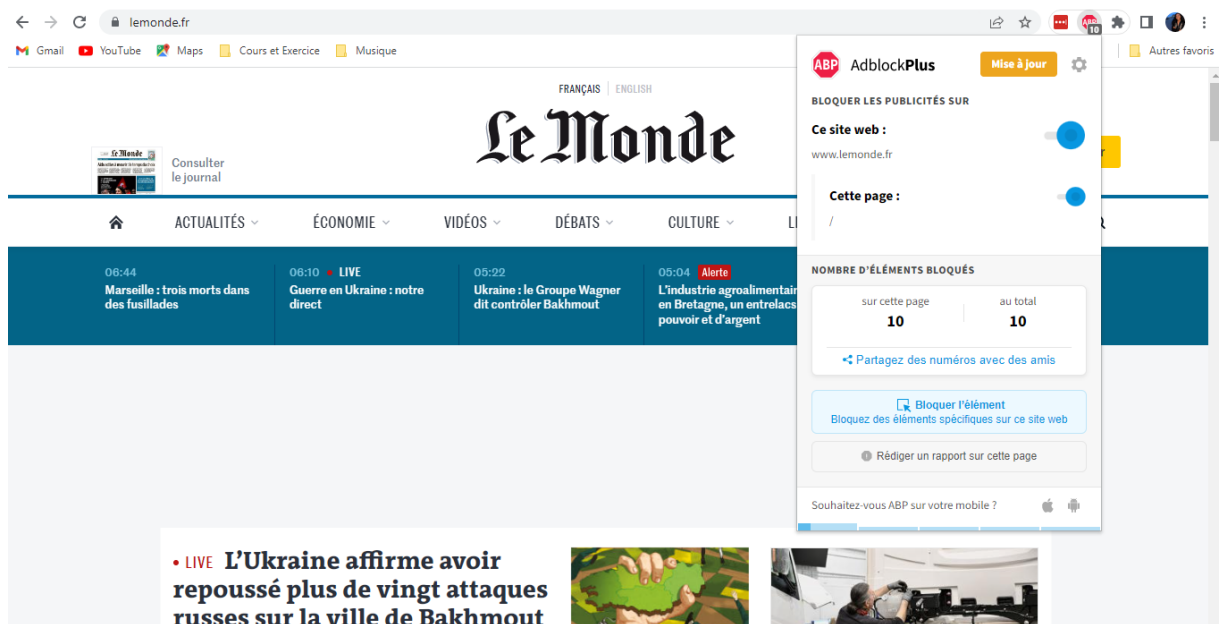 lemonde.fr
10
Gmail
YouTube
Maps
Cours et Exercice
Musique
Autres favoris
FRANÇAIS
ENGLISH
Le Monde
Le Monde
Consulter
le journal
ACTUALITÉS
ÉCONOMIE
VIDÉOS
DÉBATS
CULTURE
06:44
Marseille : trois morts dans
des fusillades
06:10 • LIVE
Guerre en Ukraine : notre
direct
05:22
Ukraine : le Groupe Wagner
dit contrôler Bakhmout
05:04 Alerte
L'industrie agroalimentair
en Bretagne, un entrelacs
pouvoir et d'argent
• LIVE L'Ukraine affirme avoir
repoussé plus de vingt attaques
russes sur la ville de Bakhmout
ABP
AdblockPlus
Mise à jour
BLOQUER LES PUBLICITÉS SUR
Ce site web :
www.lemonde.fr
Cette page :
/
NOMBRE D'ÉLÉMENTS BLOQUÉS
sur cette page
10
au total
10
Partagez des numéros avec des amis
Bloquer l'élément
Bloquez des éléments spécifiques sur ce site web
Rédiger un rapport sur cette page
Souhaitez-vous ABP sur votre mobile ?